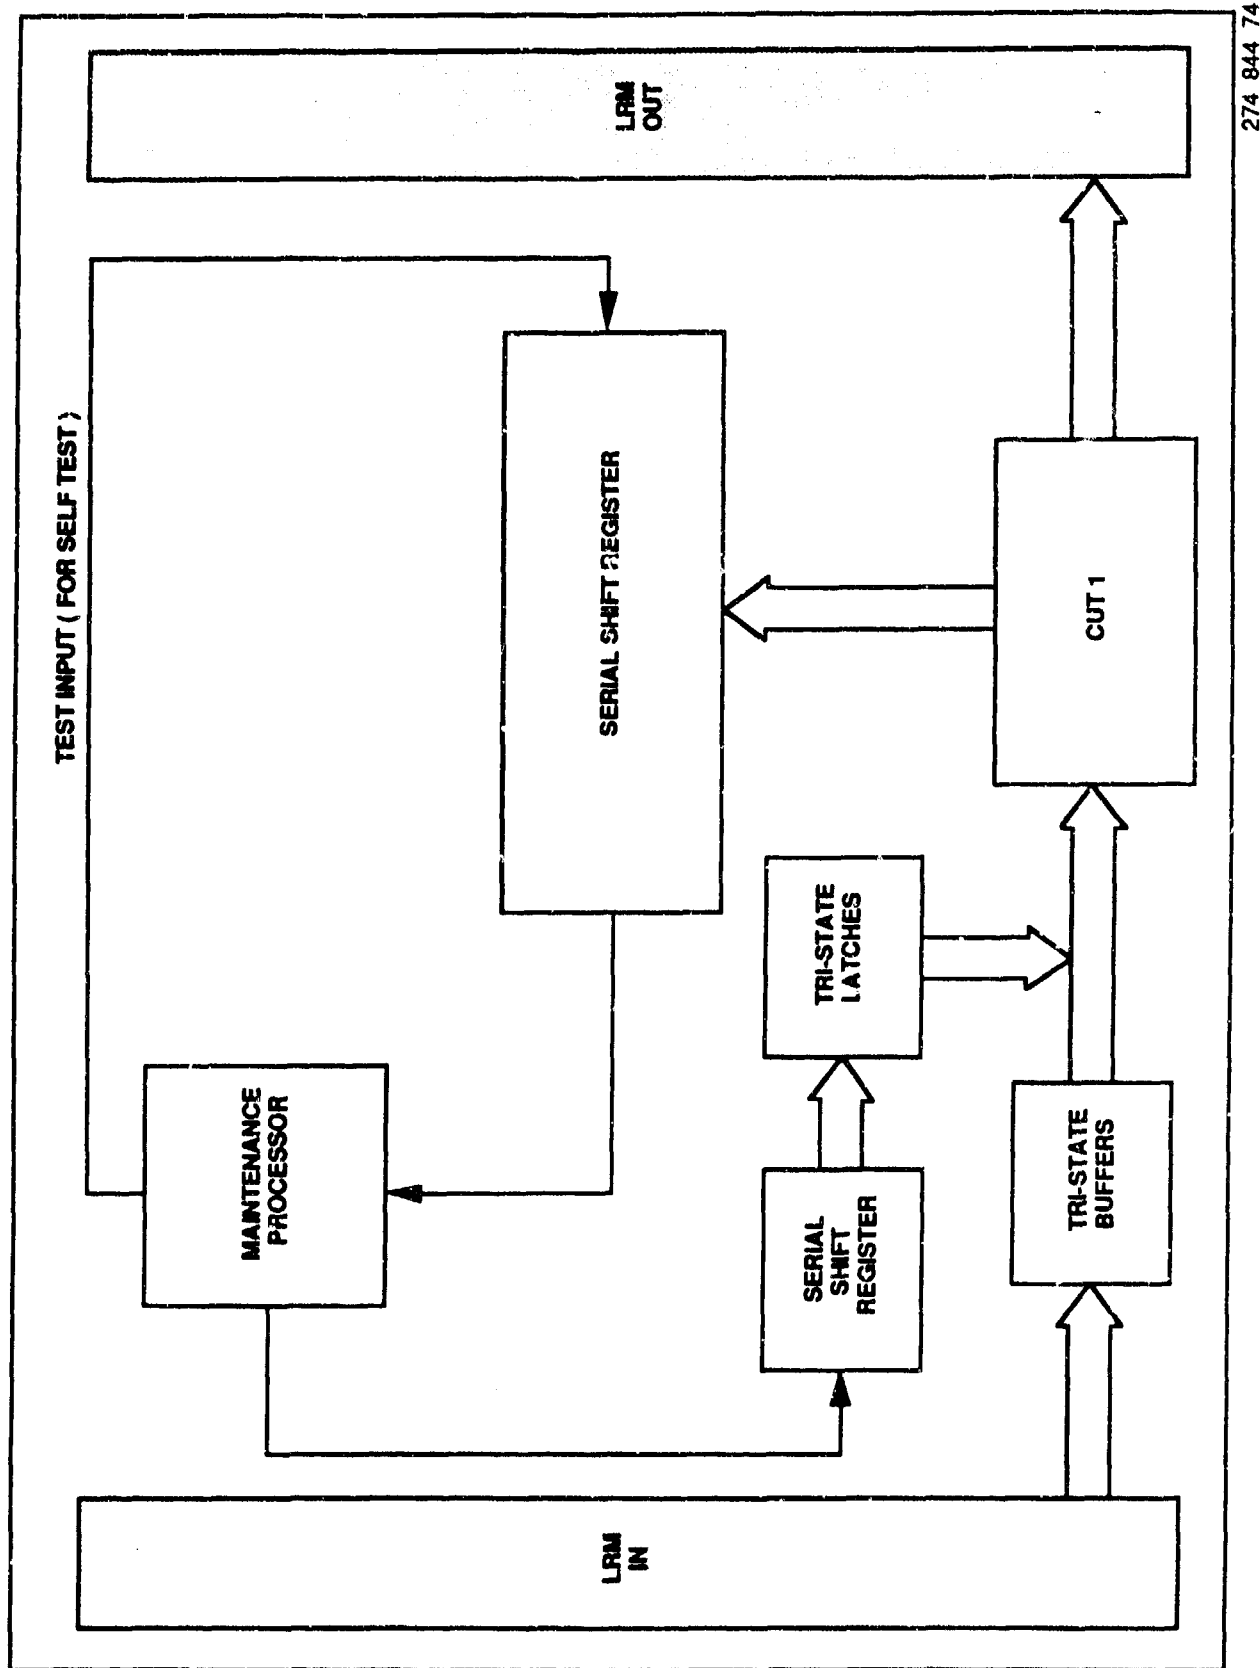 TEST INPUT ( FOR SELF TEST )
LRM
IN
MAINTENANCE
PROCESSOR
SERIAL SHIFT REGISTER
LRM
OUT
SERIAL
SHIFT
REGISTER
TRI-STATE
LATCHES
TRI-STATE
BUFFERS
CUT 1
274 844 74